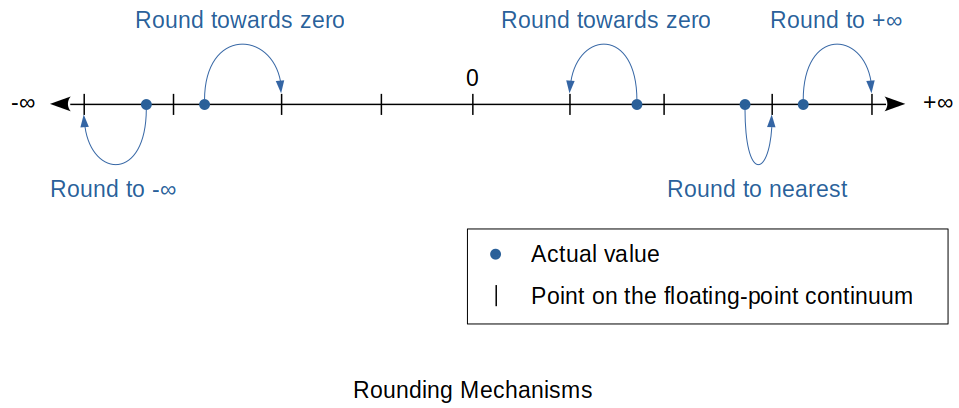 Round towards zero
Round towards zero
Round to +∞
0
-∞
+∞
Round to -∞
Round to nearest
Actual value
Point on the floating-point continuum
Rounding Mechanisms